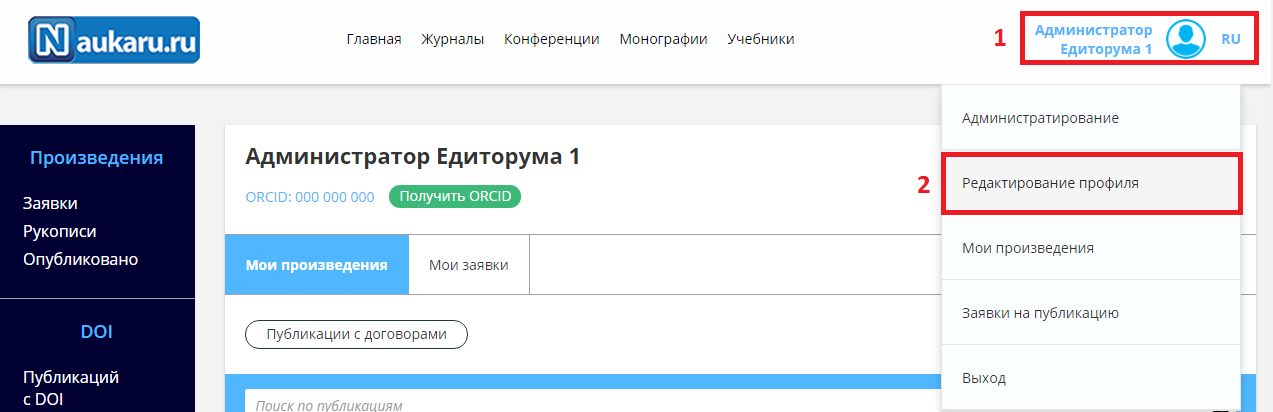 Naukaru.ru
Главная Журналы Конференции Монографии Учебники
1
Администратор
Едиторума 1
RU
Администратирование
2
Редактирование профиля
Мои произведения
Заявки на публикацию
Выход
Произведения
Заявки
Рукописи
Опубликовано
DOI
Публикаций
с DOI
Администратор Едиторума 1
ORCID: 000 000 000 Получить ORCID
Мои произведения Мои заявки
Публикации с договорами
Поиск по публикациям